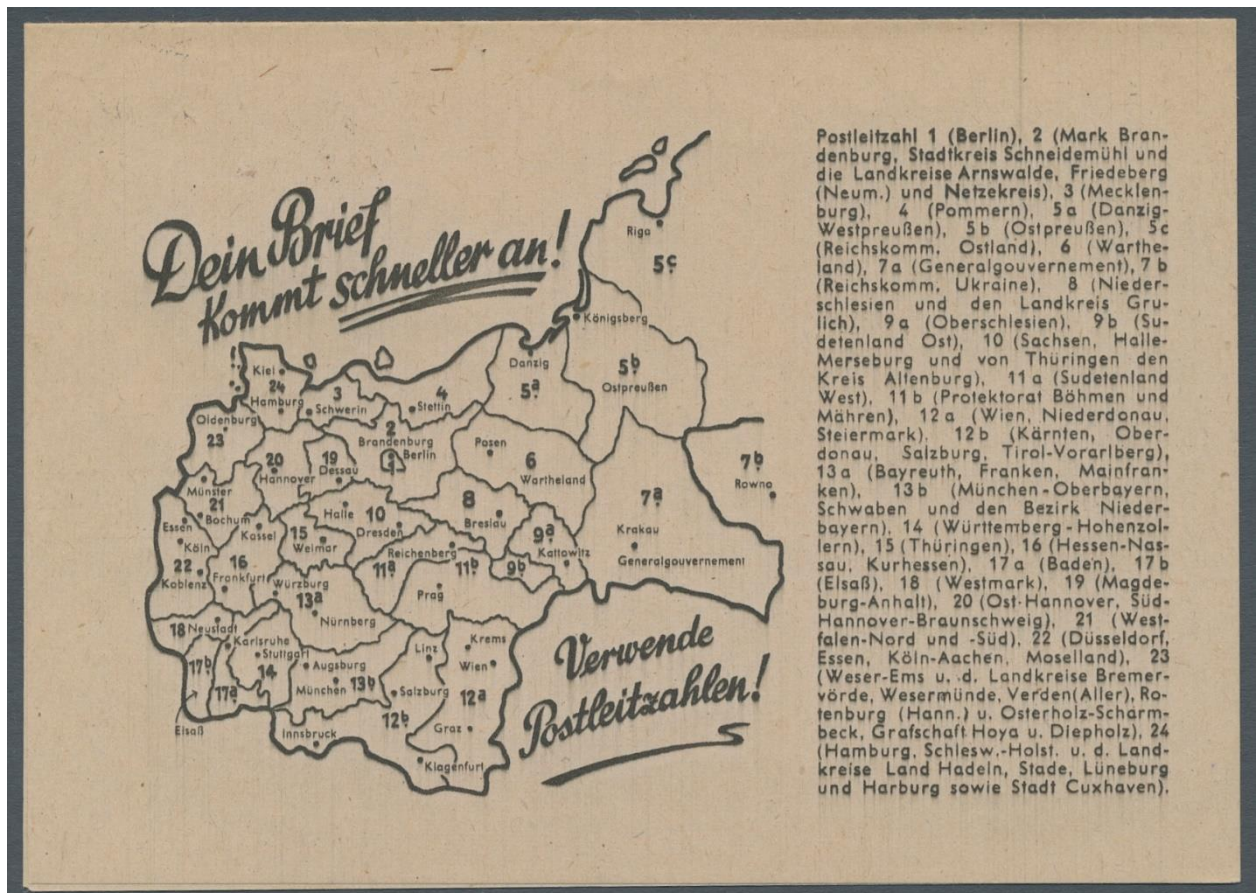 Dein Brief
kommt schneller an!
Riga
5c
Königsberg
Danzig
5a
5b
Ostpreußen
Kiel
24
Hamburg
3
Schwerin
4
Stettin
Oldenburg
23
2
Brandenburg
Berlin
1
20
Hannover
19
Dessau
Posen
6
Wartheland
7b
Rowno
Münster
21
Bochum
Essen
Kassel
Halle
10
Dresden
8
Breslau
7a
Krakau
Generalgouvernement
Köln
22
Koblenz
16
Frankfurt
15
Weimar
Reichenberg
9a
Kattowitz
11a
11b
9b
Würzburg
13a
Nürnberg
Prag
18
Neustadt
Karlsruhe
Stuttgart
14
17b
17a
Elsaß
Augsburg
München
13b
Linz
Krems
Wien
Salzburg
12a
12b
Graz
Innsbruck
Klagenfurt
Verwende
Postleitzahlen!
Postleitzahl 1 (Berlin), 2 (Mark Bran-
denburg, Stadtkreis Schneidemühl und
die Landkreise Arnswalde, Friedeberg
(Neum.) und Netzekreis), 3 (Mecklen-
burg), 4 (Pommern), 5a (Danzig-
Westpreußen), 5b (Ostpreußen), 5c
(Reichskomm. Ostland), 6 (Warthe-
land), 7a (Generalgouvernement), 7 b
(Reichskomm. Ukraine), 8 (Nieder-
schlesien und den Landkreis Gru-
lich), 9a (Oberschlesien), 9b (Su-
detenland Ost), 10 (Sachsen, Halle-
Merseburg und von Thüringen den
Kreis Altenburg), 11a (Sudetenland
West), 11b (Protektorat Böhmen und
Mähren), 12a (Wien, Niederdonau,
Steiermark). 12b (Kärnten, Ober-
donau, Salzburg, Tirol-Vorarlberg),
13a (Bayreuth, Franken, Mainfran-
ken), 13b (München-Oberbayern,
Schwaben und den Bezirk Nieder-
bayern), 14 (Württemberg-Hohenzol-
lern), 15 (Thüringen), 16 (Hessen-Nas-
sau, Kurhessen), 17a (Baden), 17b
(Elsaß), 18 (Westmark), 19 (Magde-
burg-Anhalt), 20 (Ost-Hannover, Süd-
Hannover-Braunschweig), 21 (West-
falen-Nord und -Süd), 22 (Düsseldorf,
Essen, Köln-Aachen, Moselland), 23
(Weser-Ems u. d. Landkreise Bremer-
vörde, Wesermünde, Verden(Aller), Ro-
tenburg (Hann.) u. Osterholz-Scharm-
beck, Grafschaft Hoya u. Diepholz), 24
(Hamburg, Schlesw.-Holst. u. d. Land-
kreise Land Hadeln, Stade, Lüneburg
und Harburg sowie Stadt Cuxhaven).